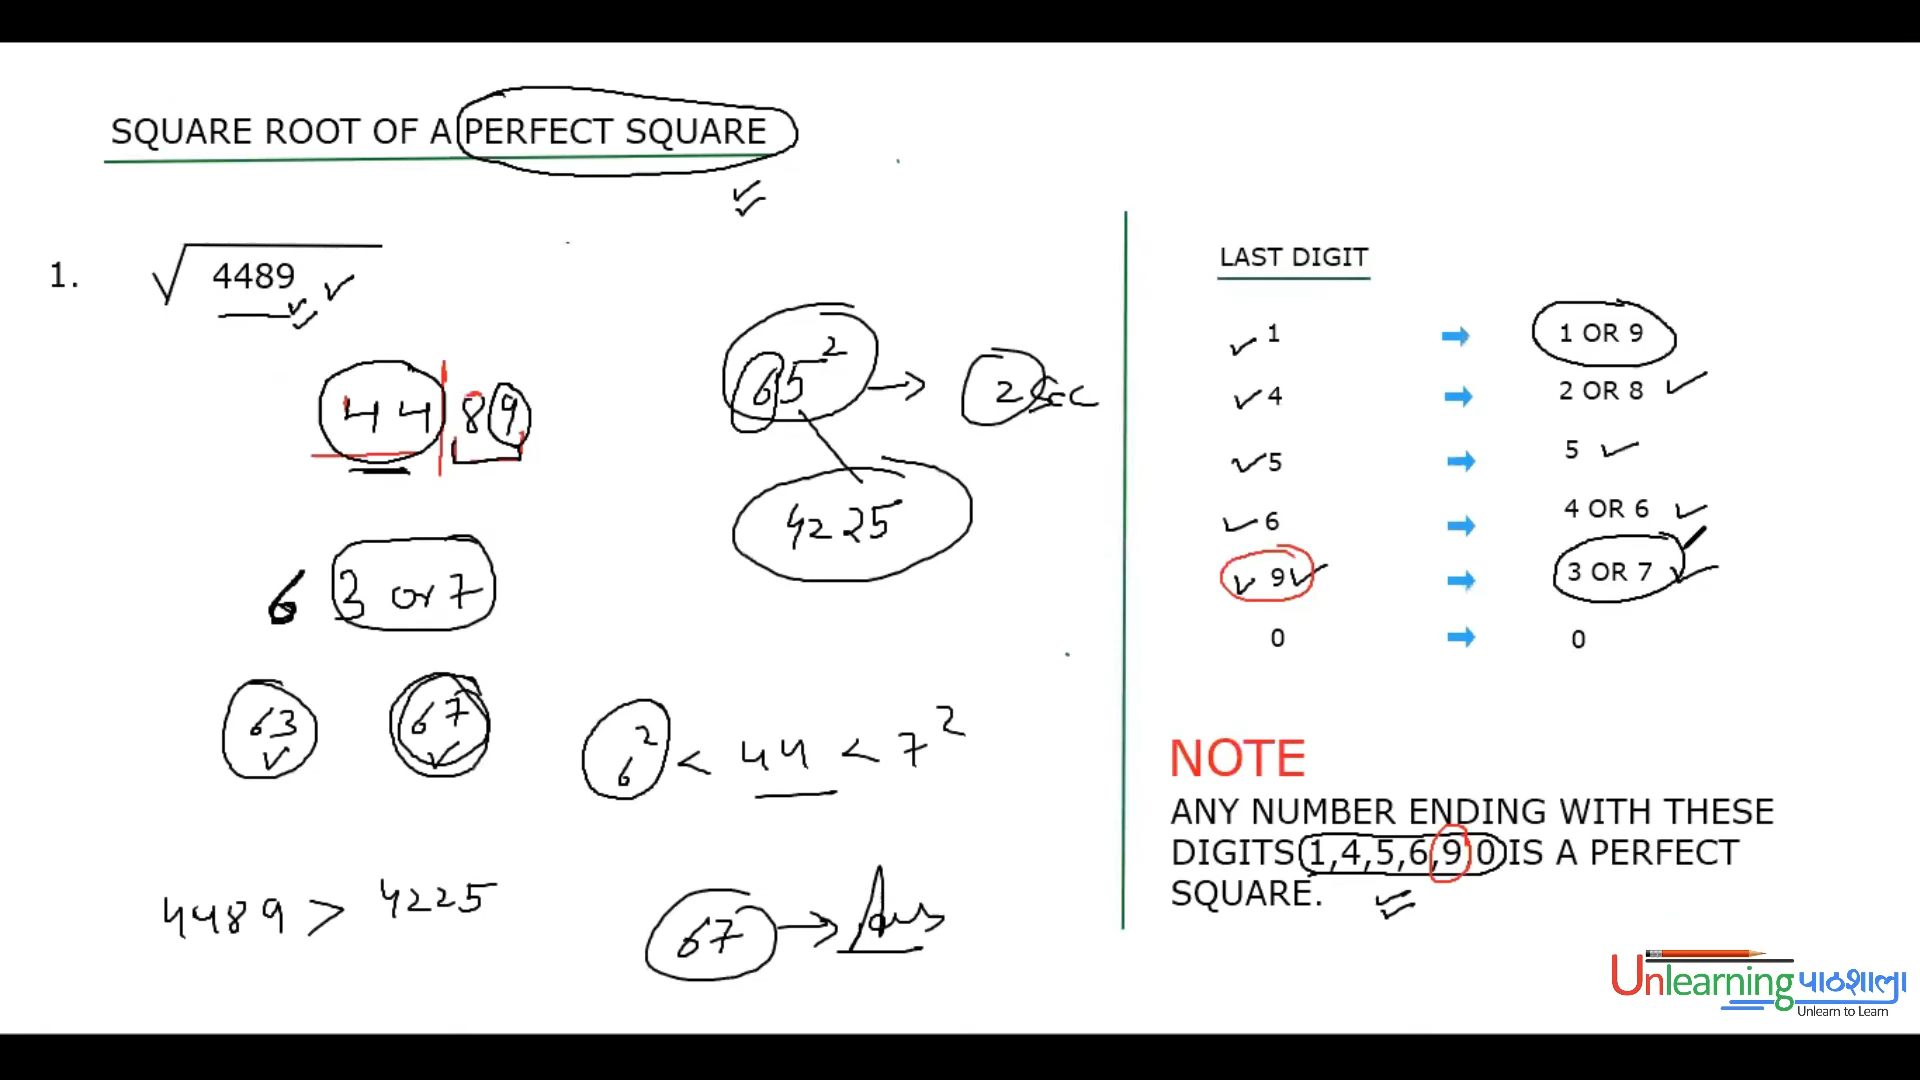 SQUARE ROOT OF A PERFECT SQUARE
1. √4489
44 89
6 3 or 7
63 67
65² → 2 sec
4225
6² < 44 < 7²
4489 > 4225
67 → Ans
LAST DIGIT
1 → 1 OR 9
4 → 2 OR 8
5 → 5
6 → 4 OR 6
9 → 3 OR 7
0 → 0
NOTE
ANY NUMBER ENDING WITH THESE
DIGITS 1,4,5,6,9 0 IS A PERFECT
SQUARE.
Unlearning पाठशाला
Unlearn to Learn